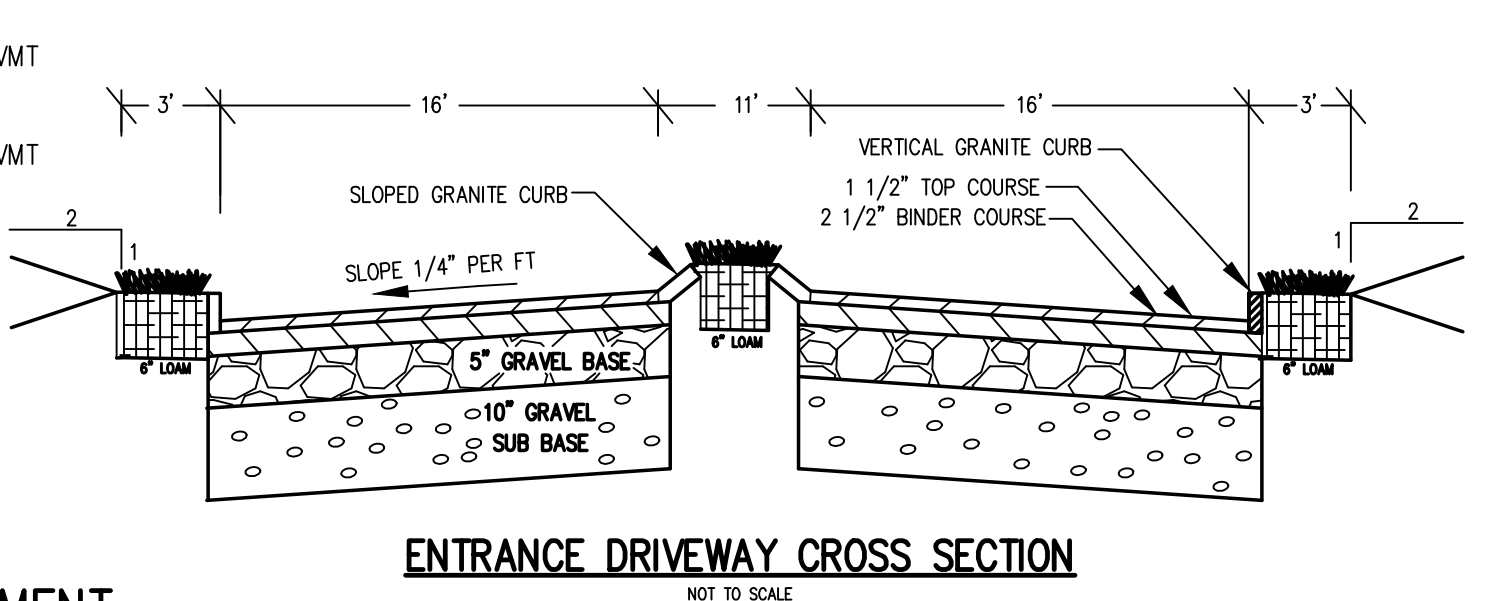 VMT
3'
16'
11'
16'
3'
VMT
VERTICAL GRANITE CURB
SLOPED GRANITE CURB
1 1/2" TOP COURSE
2 1/2" BINDER COURSE
2
1
2
1
SLOPE 1/4" PER FT
6" LOAM
5" GRAVEL BASE
6" LOAM
6" LOAM
10" GRAVEL
SUB BASE
ENTRANCE DRIVEWAY CROSS SECTION
NOT TO SCALE
MENT